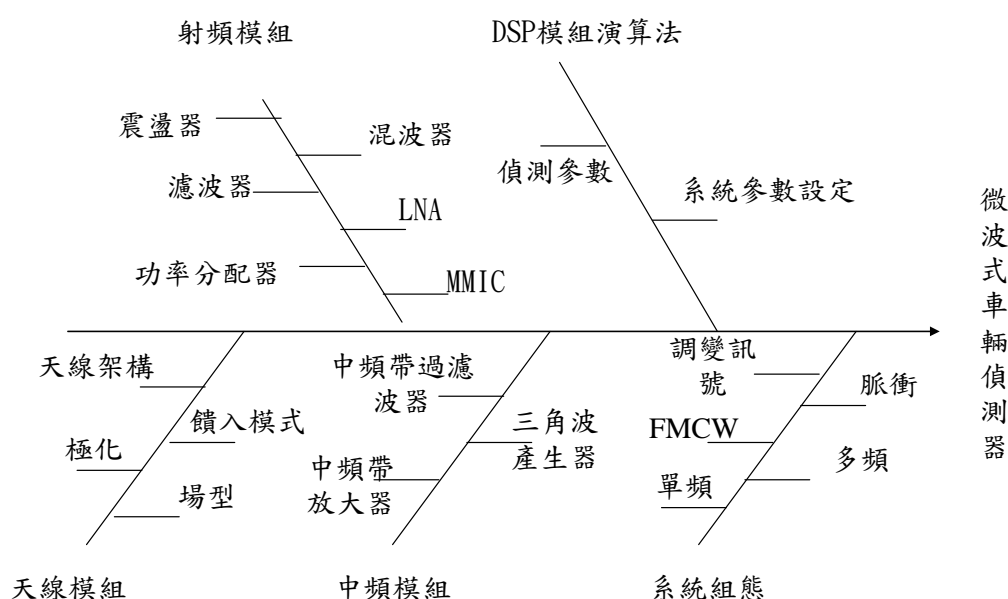 射頻模組
DSP模組演算法
震盪器
混波器
濾波器
LNA
功率分配器
MMIC
偵測參數
系統參數設定
微波式車輛偵測器
天線架構
饋入模式
極化
場型
中頻帶過濾
波器
三角波
產生器
中頻帶
放大器
調變訊
號
脈衝
FMCW
多頻
單頻
天線模組
中頻模組
系統組態